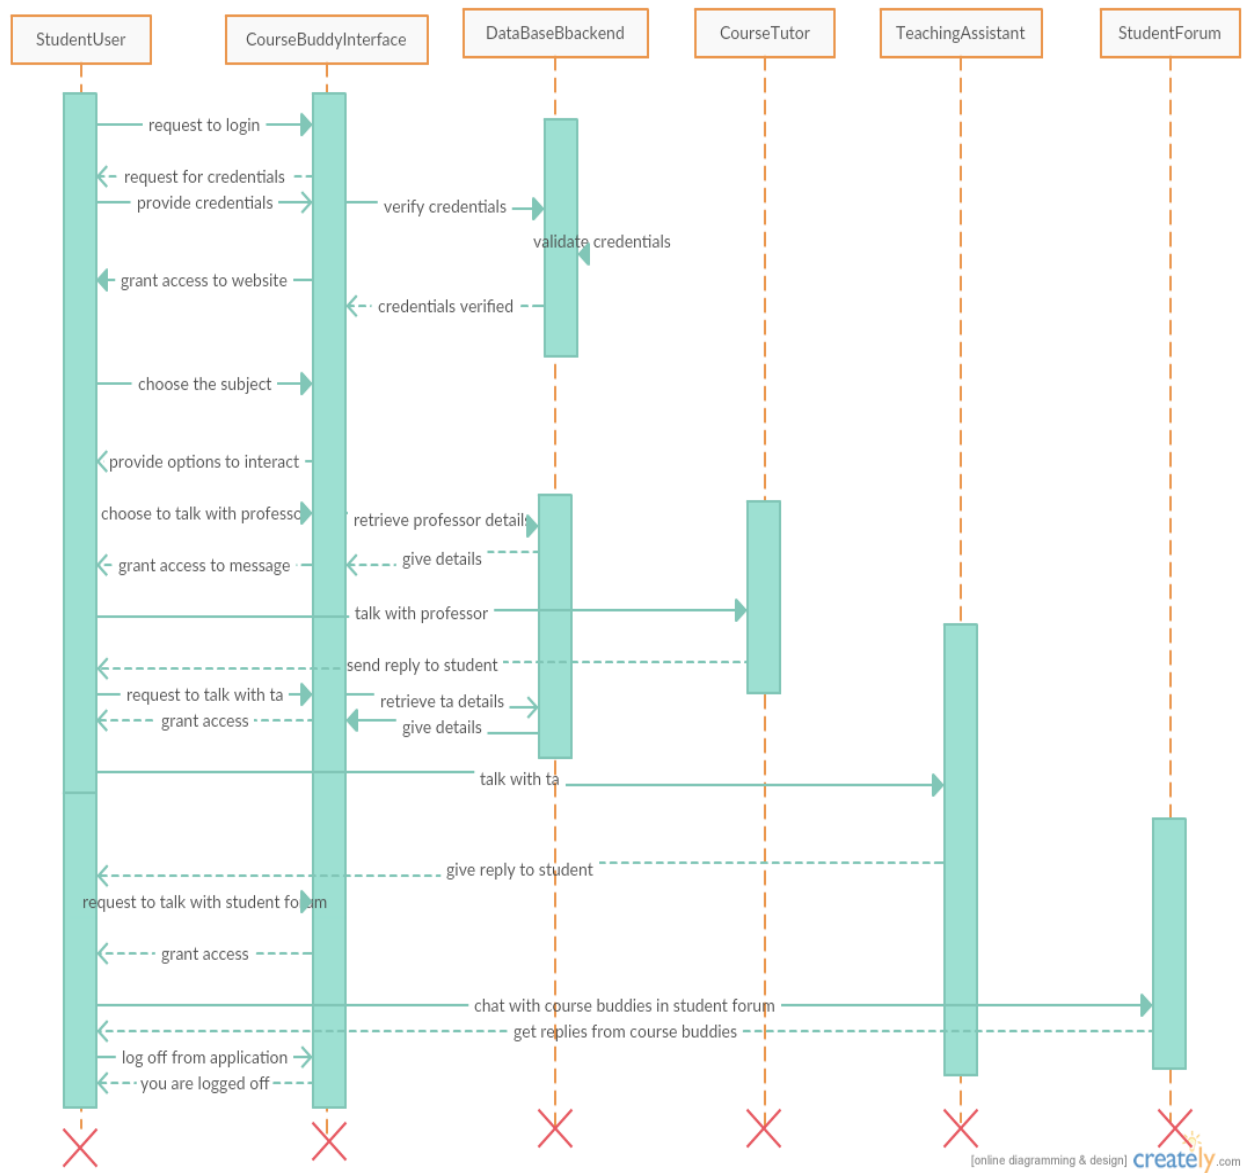 StudentUser
CourseBuddyInterface
DataBaseBbackend
CourseTutor
TeachingAssistant
StudentForum
request to login
request for credentials
provide credentials
verify credentials
validate credentials
grant access to website
credentials verified
choose the subject
provide options to interact
choose to talk with professo
retrieve professor details
give details
grant access to message
talk with professor
send reply to student
request to talk with ta
retrieve ta details
grant access
give details
talk with ta
give reply to student
request to talk with student forum
grant access
chat with course buddies in student forum
get replies from course buddies
log off from application
you are logged off
[online diagramming & design] creately.com